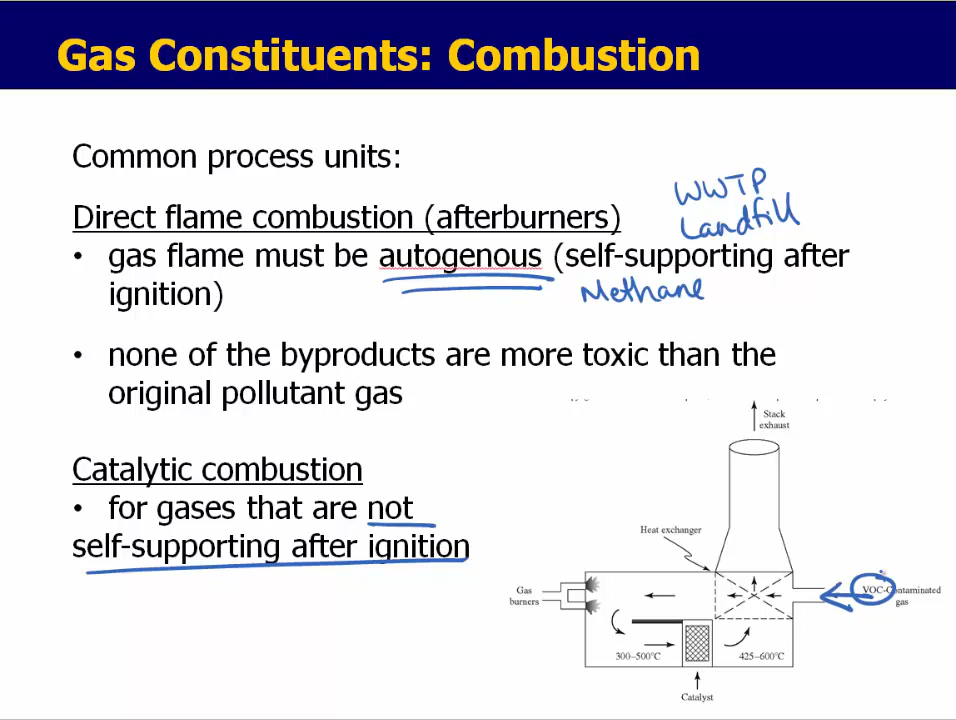 Gas Constituents: Combustion
Common process units:
WWTP
Landfill
Direct flame combustion (afterburners)
• gas flame must be autogenous (self-supporting after
ignition)
Methane
• none of the byproducts are more toxic than the
original pollutant gas
Catalytic combustion
• for gases that are not
self-supporting after ignition
Stack
exhaust
Heat exchanger
Gas
burners
VOC-Contaminated
gas
300–500°C
425–600°C
Catalyst